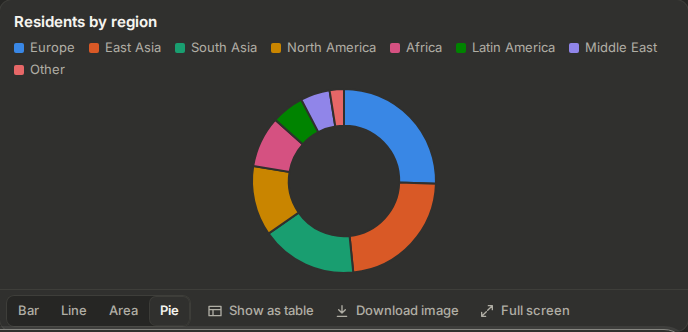 Residents by region
Europe East Asia South Asia North America Africa Latin America Middle East
Other
Bar Line Area Pie Show as table Download image Full screen